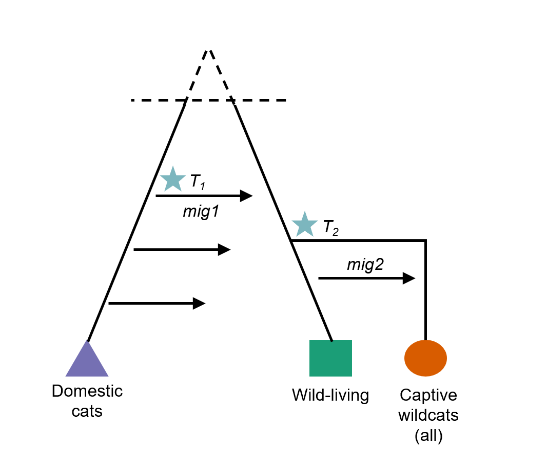 T1
mig1
T2
mig2
Domestic
cats
Wild-living
Captive
wildcats
(all)